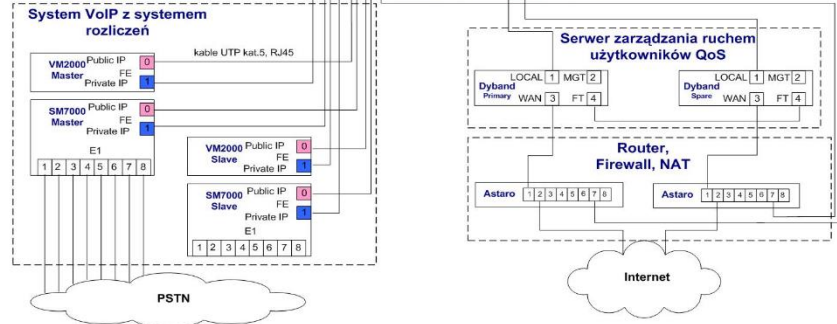 System VoIP z systemem
rozliczeń
kable UTP kat.5, RJ45
VM2000 Public IP 0
Master FE
Private IP 1
SM7000 Public IP 0
Master FE
Private IP 1
E1
1 2 3 4 5 6 7 8
VM2000 Public IP 0
Slave FE
Private IP 1
SM7000 Public IP 0
Slave FE
Private IP 1
E1
1 2 3 4 5 6 7 8
PSTN
Serwer zarządzania ruchem
użytkowników QoS
LOCAL 1 MGT 2
Dyband
Primary WAN 3 FT 4
LOCAL 1 MGT 2
Dyband
Spare WAN 3 FT 4
Router,
Firewall, NAT
Astaro 1 2 3 4 5 6 7 8
Astaro 1 2 3 4 5 6 7 8
Internet